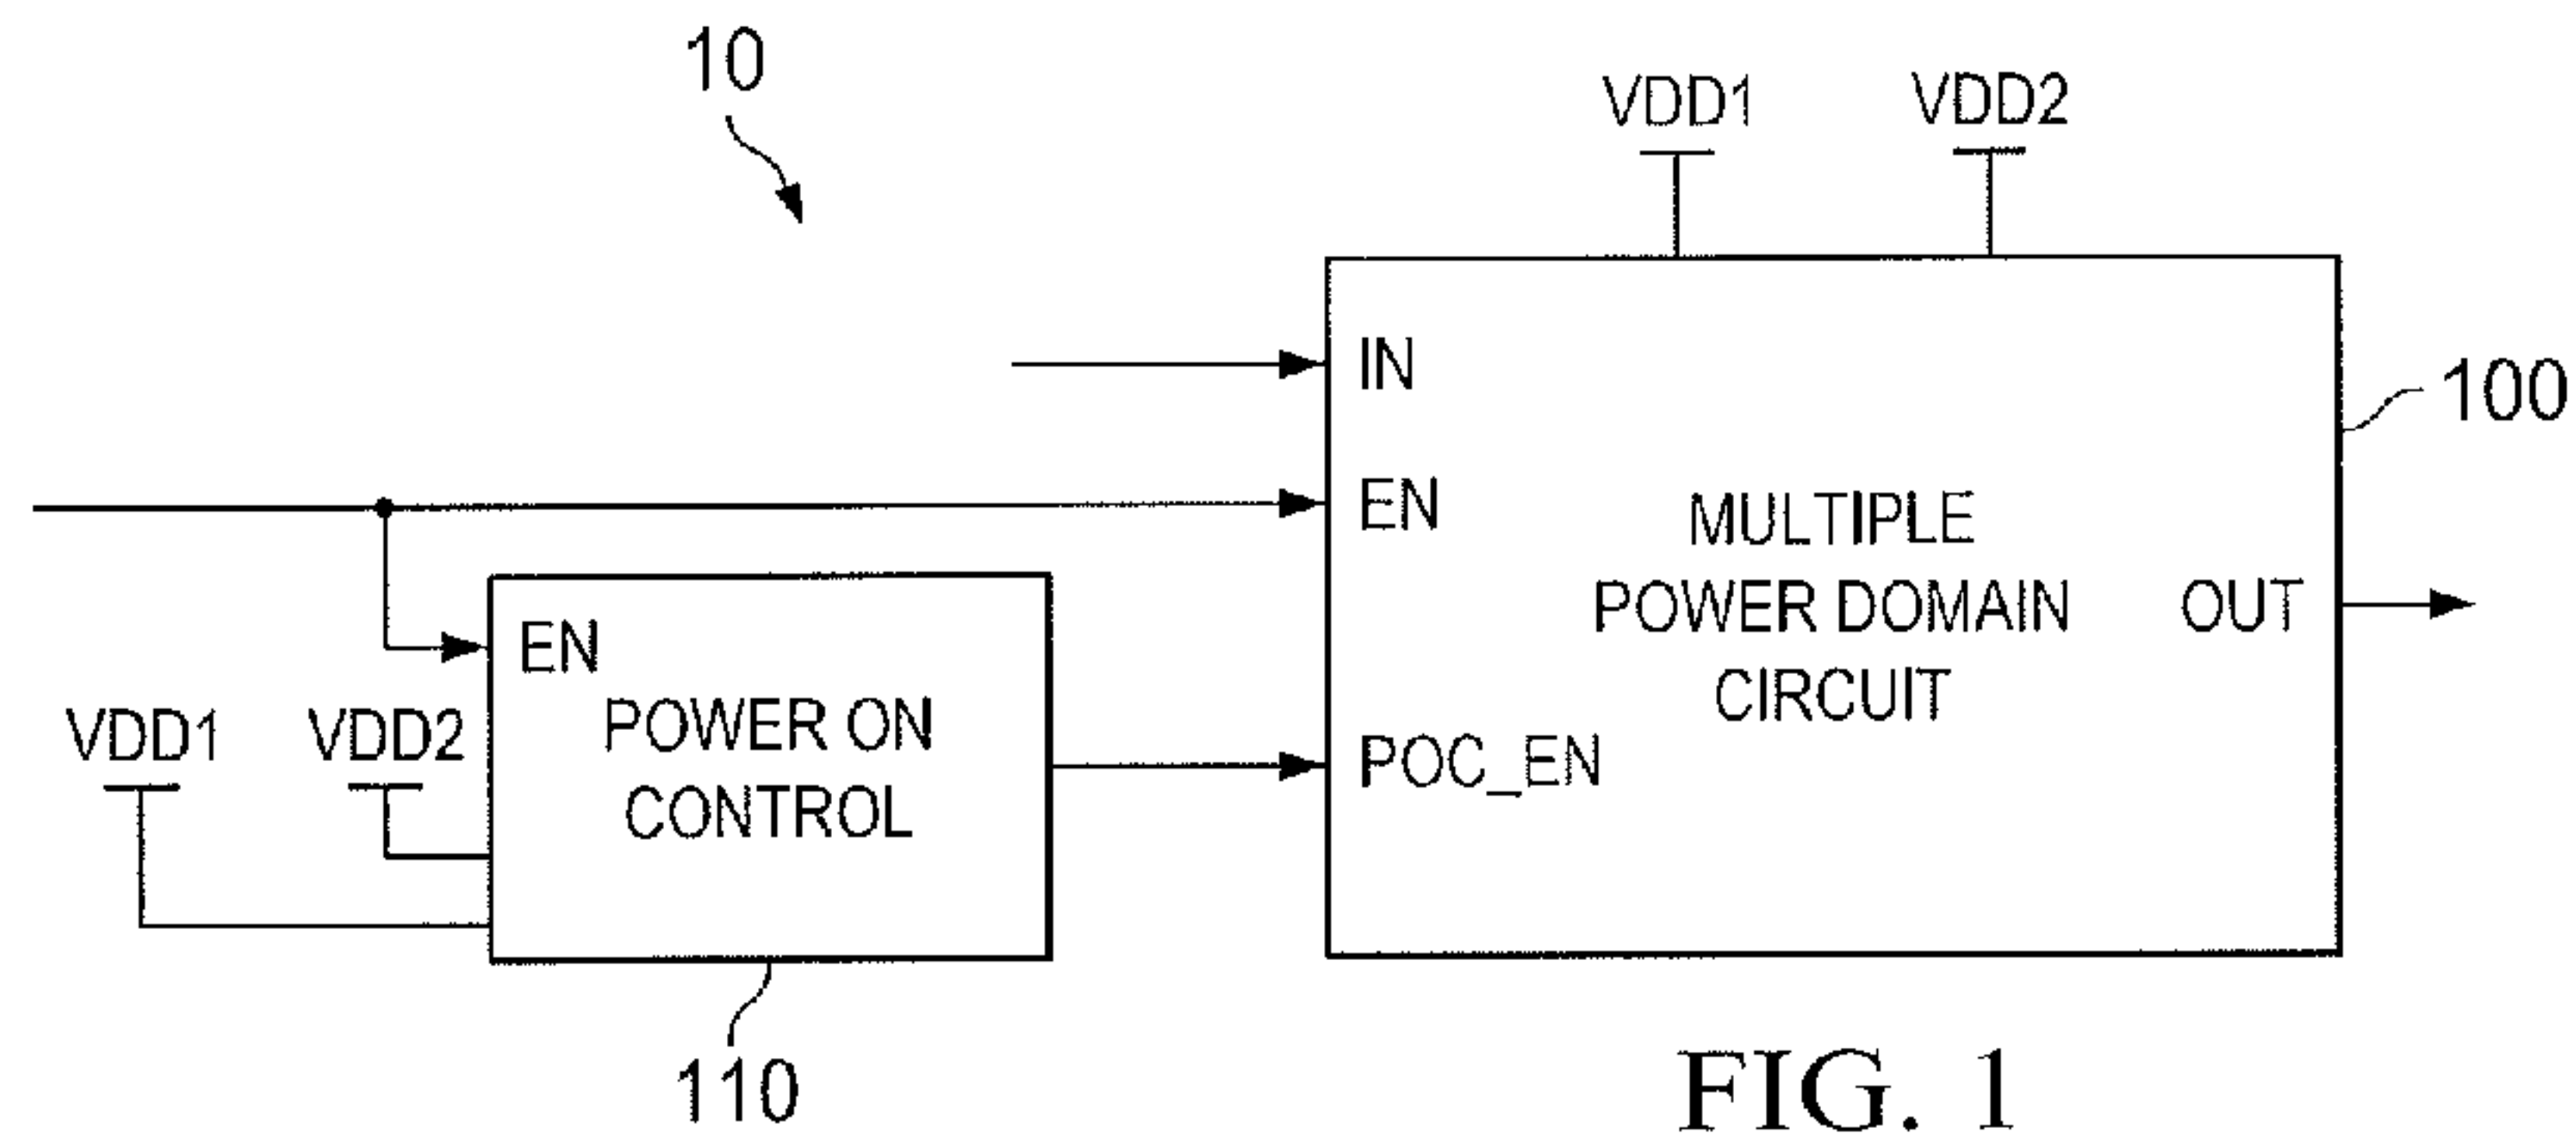 10
VDD1
VDD2
IN
100
EN
MULTIPLE
POWER DOMAIN
CIRCUIT
OUT
EN
POWER ON
CONTROL
VDD1
VDD2
POC_EN
110
FIG. 1